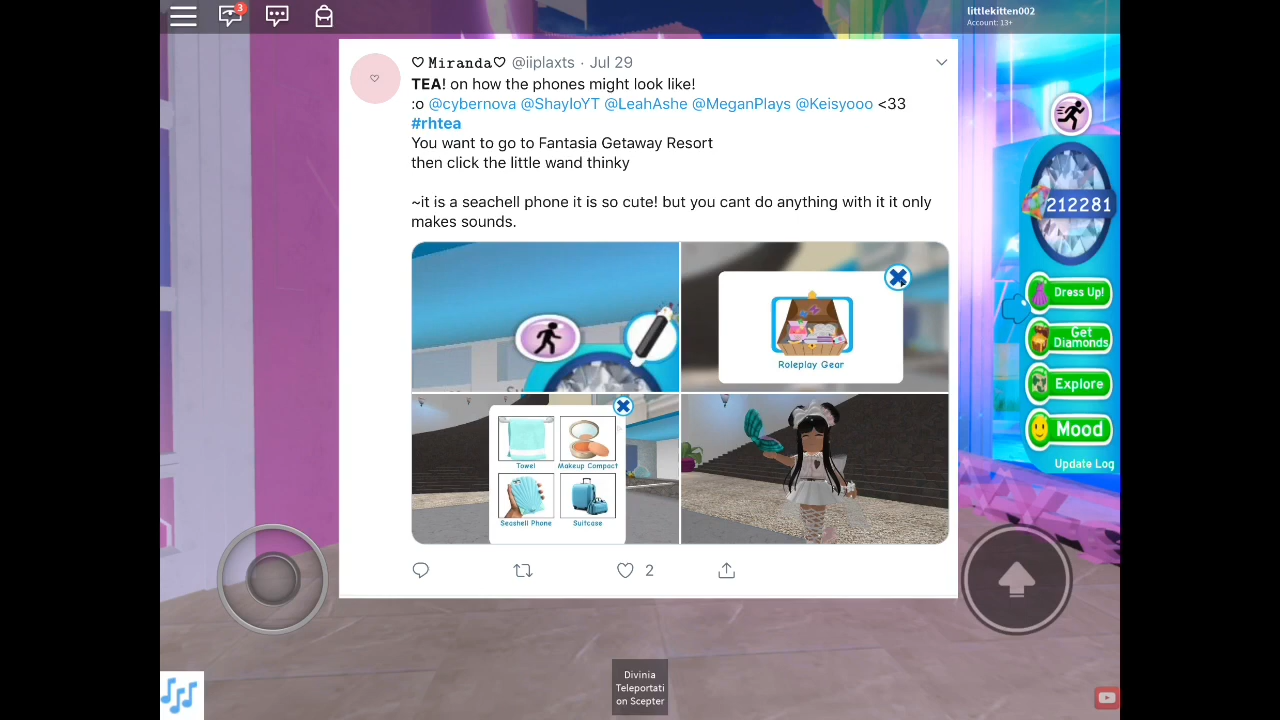 3
littlekitten002
Account: 13+
♡ Miranda♡ @iiplaxts · Jul 29
TEA! on how the phones might look like!
:o @cybernova @ShayloYT @LeahAshe @MeganPlays @Keisyooo <33
#rhtea
You want to go to Fantasia Getaway Resort
then click the little wand thinky
~it is a seachell phone it is so cute! but you cant do anything with it it only
makes sounds.
Roleplay Gear
Towel
Makeup Compact
Seashell Phone
Suitcase
2
212281
Dress Up!
Get
Diamonds
Explore
Mood
Update Log
Divinia
Teleportati
on Scepter